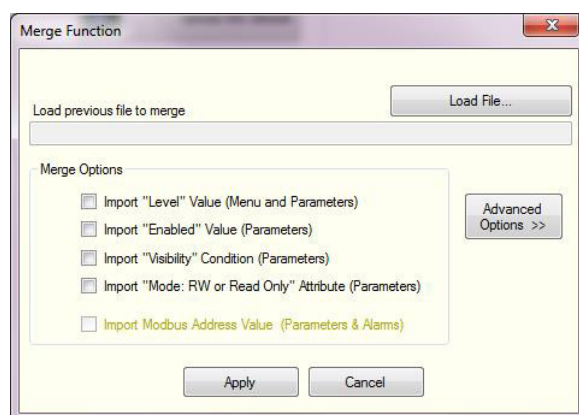 Merge Function
Load File...
Load previous file to merge
Merge Options
Import "Level" Value (Menu and Parameters)
Import "Enabled" Value (Parameters)
Import "Visibility" Condition (Parameters)
Import "Mode: RW or Read Only" Attribute (Parameters)
Import Modbus Address Value (Parameters & Alarms)
Advanced
Options >>
Apply
Cancel